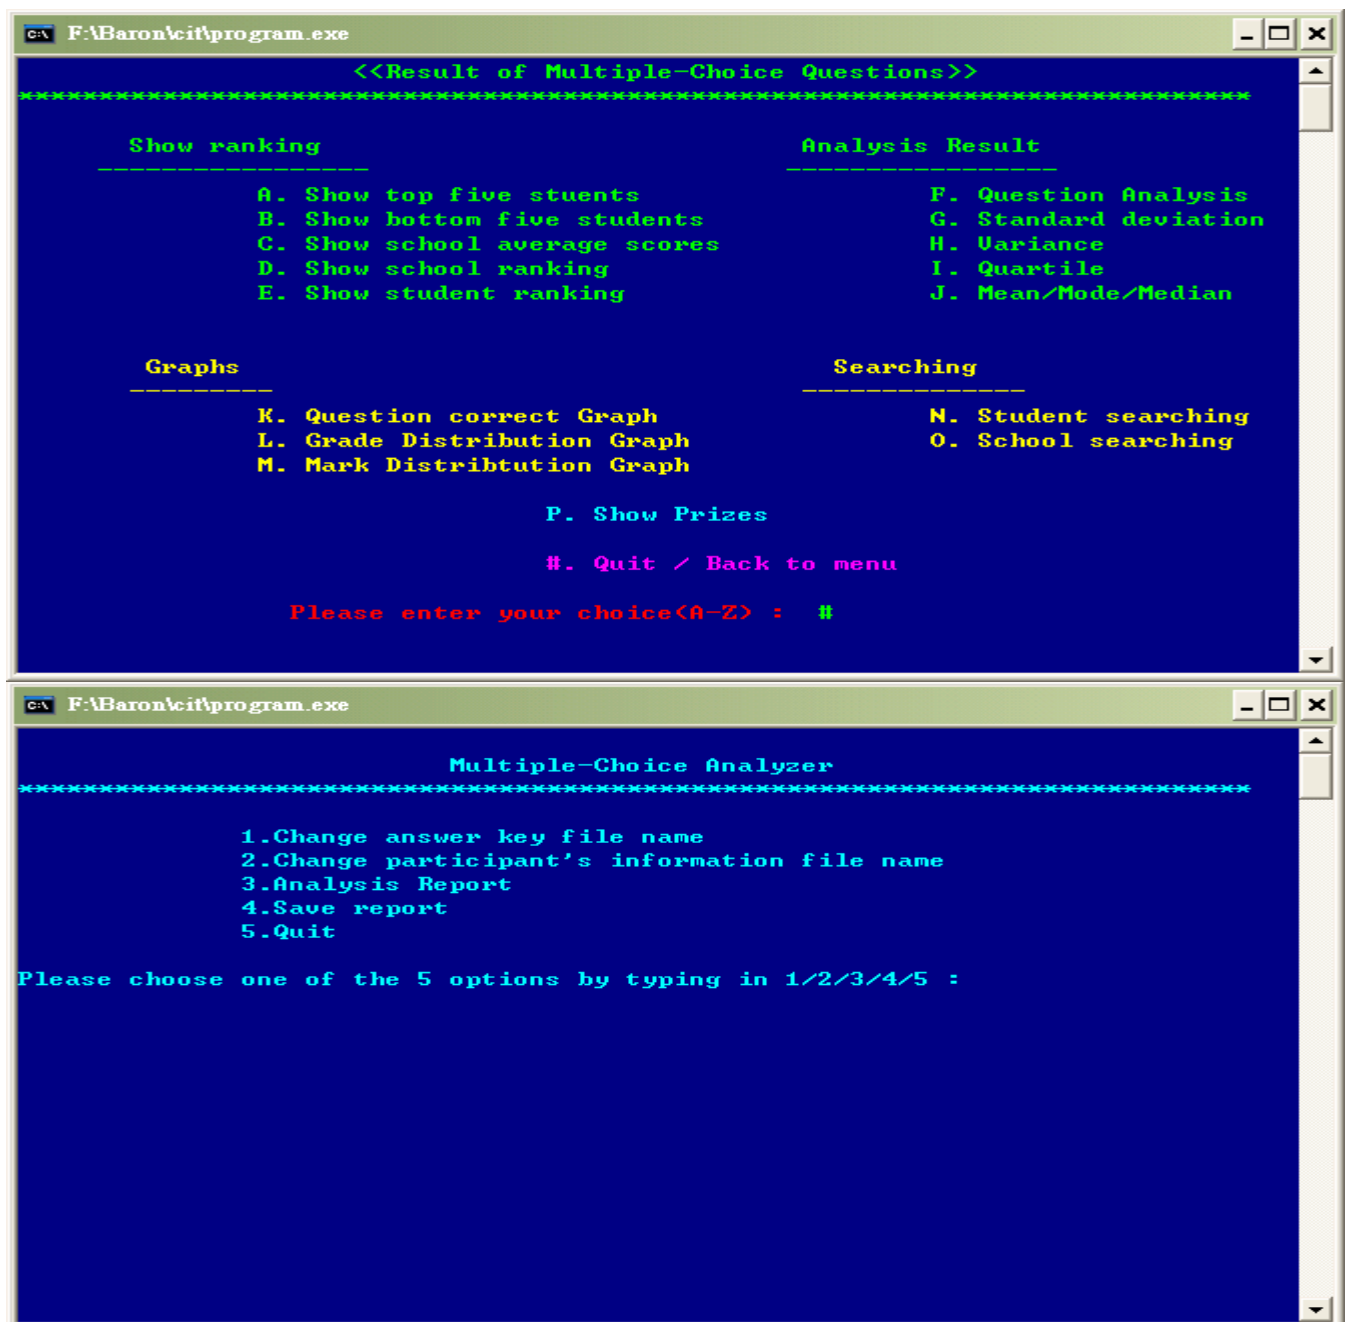 F:\Baron\cit\program.exe
<<Result of Multiple-Choice Questions>>
******************************************************************************
Show ranking Analysis Result
----------------- -----------------
A. Show top five stuents F. Question Analysis
B. Show bottom five students G. Standard deviation
C. Show school average scores H. Variance
D. Show school ranking I. Quartile
E. Show student ranking J. Mean/Mode/Median
Graphs Searching
--------- --------------
K. Question correct Graph N. Student searching
L. Grade Distribution Graph O. School searching
M. Mark Distribtution Graph
P. Show Prizes
#. Quit / Back to menu
Please enter your choice(A-Z) : #
F:\Baron\cit\program.exe
Multiple-Choice Analyzer
******************************************************************************
1.Change answer key file name
2.Change participant's information file name
3.Analysis Report
4.Save report
5.Quit
Please choose one of the 5 options by typing in 1/2/3/4/5 :